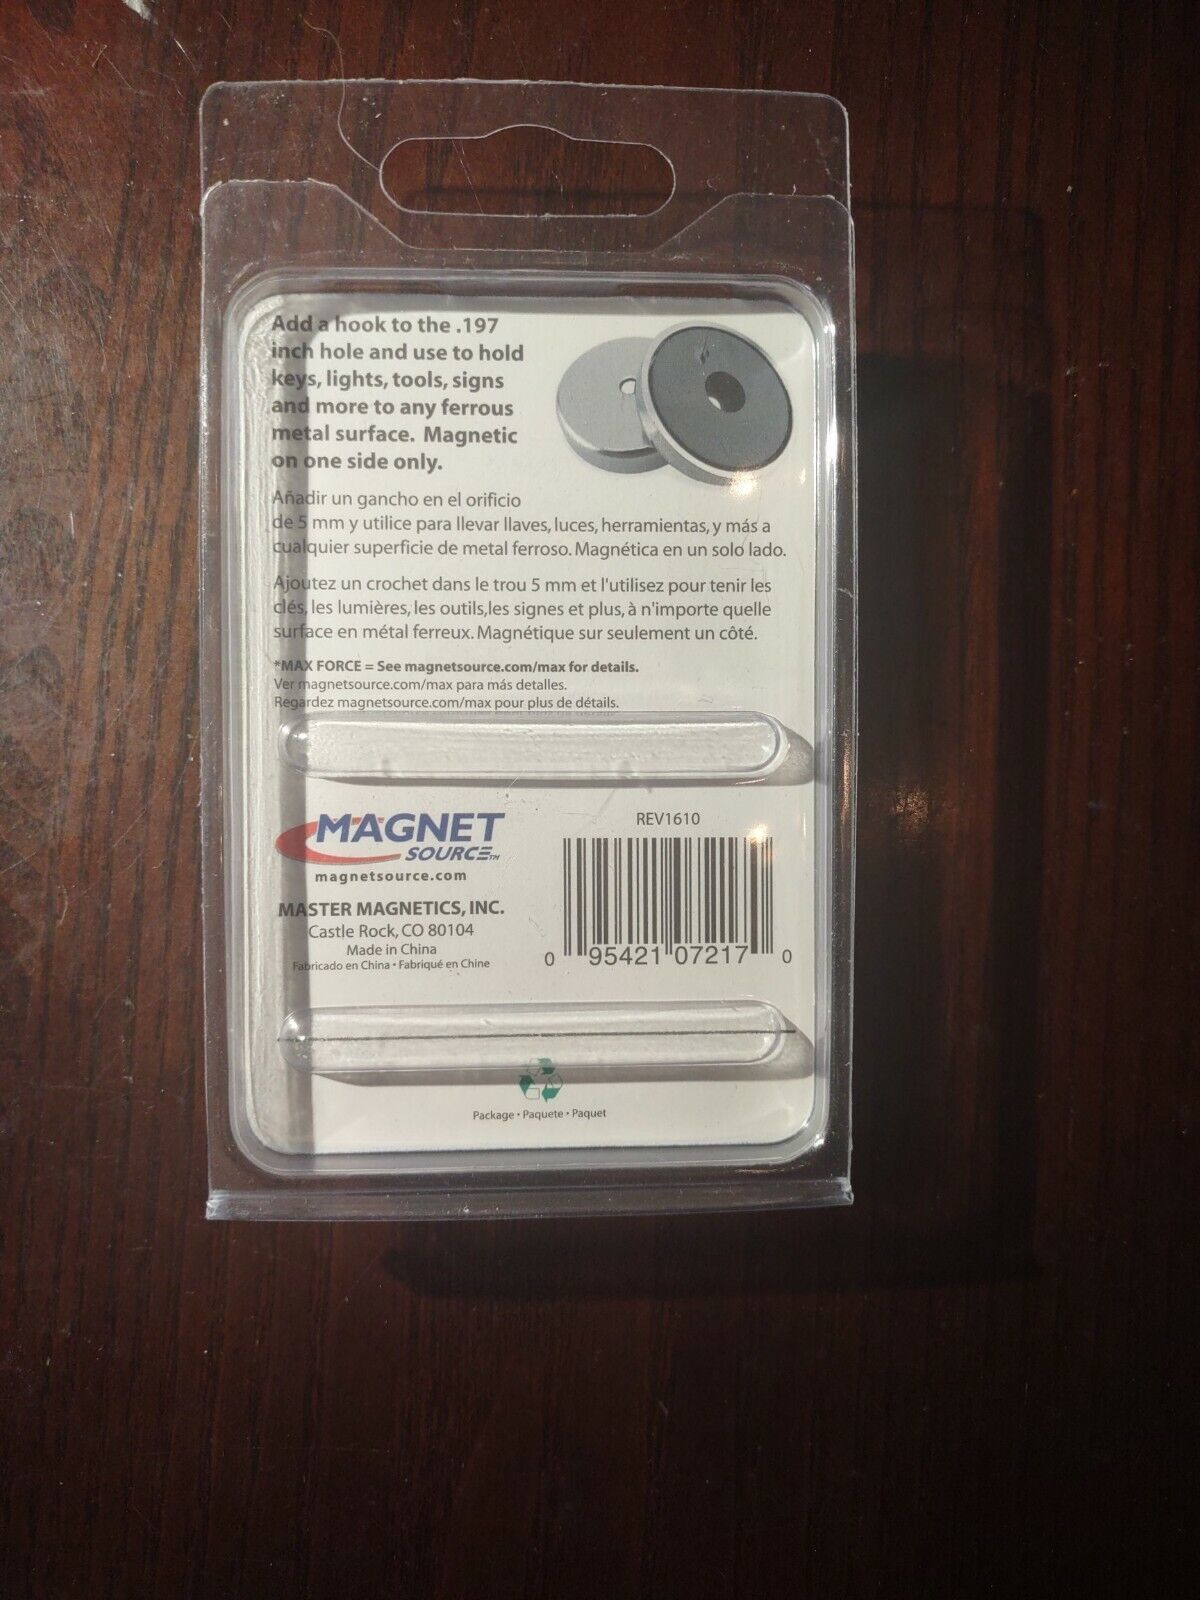 Add a hook to the .197
inch hole and use to hold
keys, lights, tools, signs
and more to any ferrous
metal surface. Magnetic
on one side only.
Añadir un gancho en el orificio
de 5 mm y utilice para llevar llaves, luces, herramientas, y más a
cualquier superficie de metal ferroso. Magnética en un solo lado.
Ajoutez un crochet dans le trou 5 mm et l'utilisez pour tenir les
clés, les lumières, les outils,les signes et plus, à n'importe quelle
surface en métal ferreux. Magnétique sur seulement un côté.
*MAX FORCE = See magnetsource.com/max for details.
Ver magnetsource.com/max para más detalles.
Regardez magnetsource.com/max pour plus de détails.
MAGNET
SOURCE™
magnetsource.com
MASTER MAGNETICS, INC.
Castle Rock, CO 80104
Made in China
Fabricado en China • Fabriqué en Chine
REV1610
0 95421 07217 0
Package • Paquete • Paquet